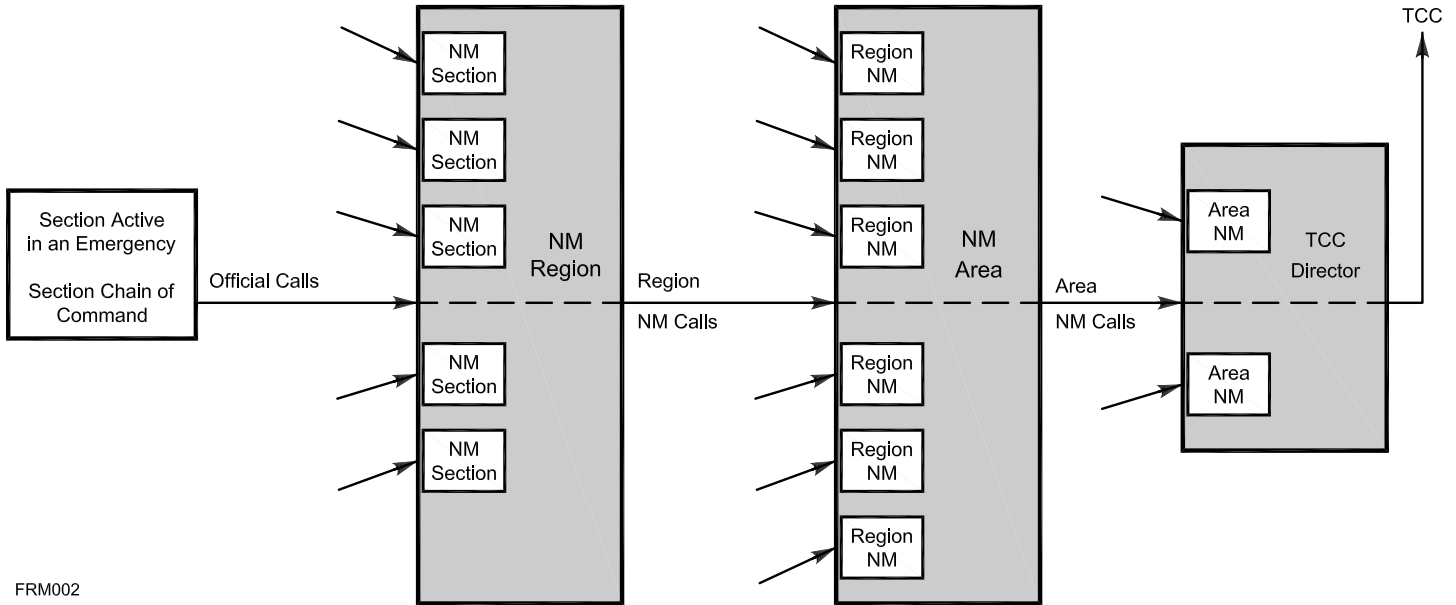 Section Active
in an Emergency
Section Chain of
Command
Official Calls
NM
Section
NM
Section
NM
Section
NM
Section
NM
Section
NM
Region
Region
NM Calls
Region
NM
Region
NM
Region
NM
Region
NM
Region
NM
Region
NM
NM
Area
Area
NM Calls
Area
NM
Area
NM
TCC
Director
TCC
FRM002